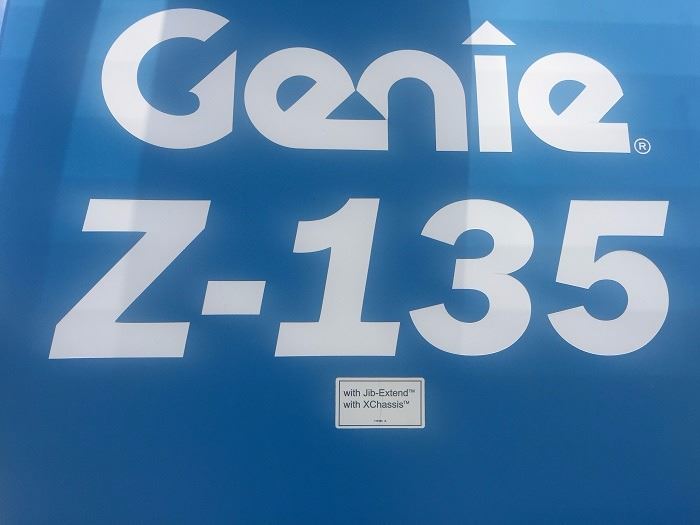 Genie®
Z-135
with Jib-Extend™
with XChassis™